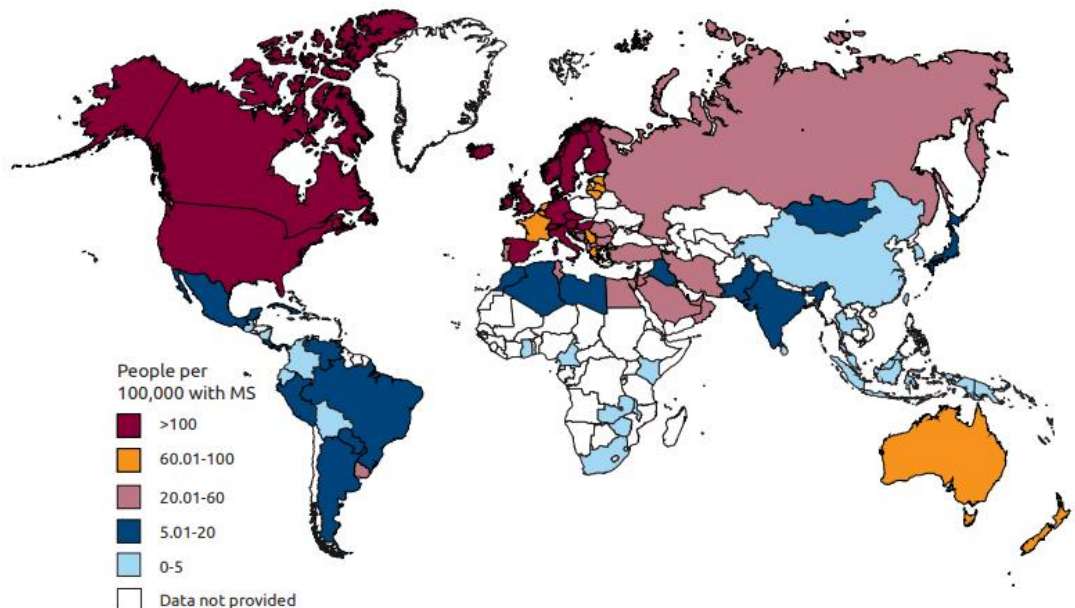 People per
100,000 with MS
>100
60.01-100
20.01-60
5.01-20
0-5
Data not provided